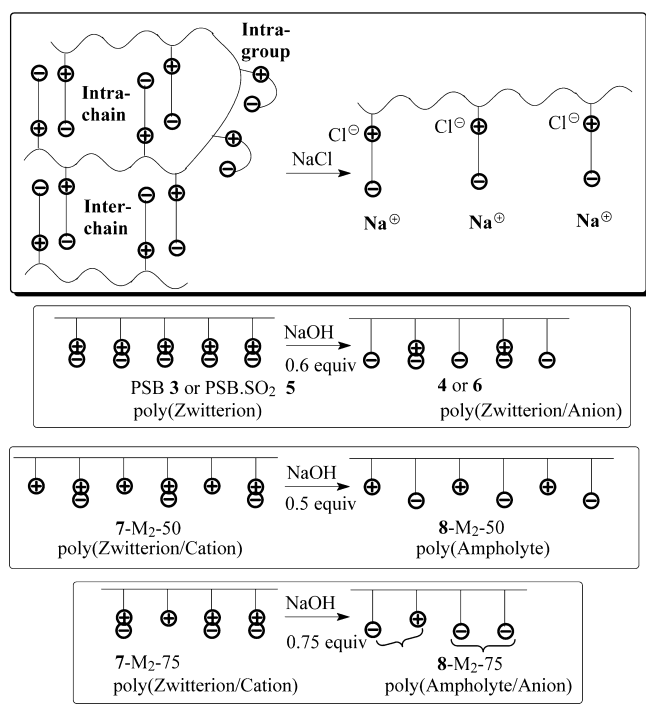 Intra-
group
Intra-
chain
Inter-
chain
NaCl
Cl⊖ Cl⊖ Cl⊖
Na⊕ Na⊕ Na⊕
NaOH
0.6 equiv
PSB 3 or PSB.SO₂ 5
poly(Zwitterion)
4 or 6
poly(Zwitterion/Anion)
NaOH
0.5 equiv
7-M₂-50
poly(Zwitterion/Cation)
8-M₂-50
poly(Ampholyte)
NaOH
0.75 equiv
7-M₂-75
poly(Zwitterion/Cation)
8-M₂-75
poly(Ampholyte/Anion)